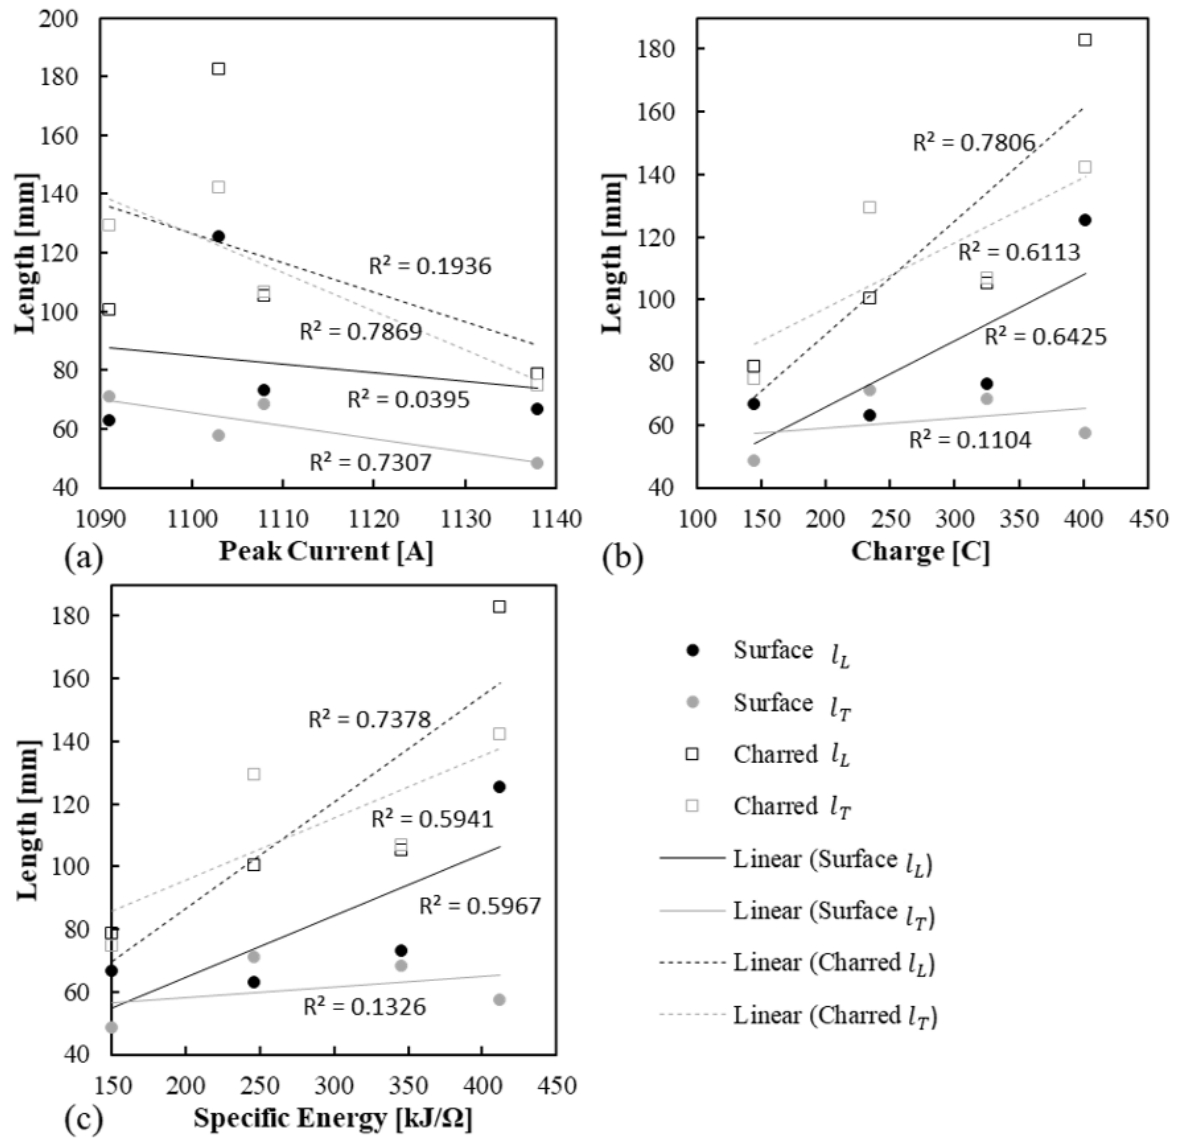 200
180
160
140
120
100
80
60
40
Length [mm]
R² = 0.1936
R² = 0.7869
R² = 0.0395
R² = 0.7307
1090 1100 1110 1120 1130 1140
(a) Peak Current [A]
180
160
140
120
100
80
60
40
Length [mm]
R² = 0.7806
R² = 0.6113
R² = 0.6425
R² = 0.1104
100 150 200 250 300 350 400 450
(b) Charge [C]
180
160
140
120
100
80
60
40
Length [mm]
R² = 0.7378
R² = 0.5941
R² = 0.5967
R² = 0.1326
150 200 250 300 350 400 450
(c) Specific Energy [kJ/Ω]
Surface l_L
Surface l_T
Charred l_L
Charred l_T
Linear (Surface l_L)
Linear (Surface l_T)
Linear (Charred l_L)
Linear (Charred l_T)